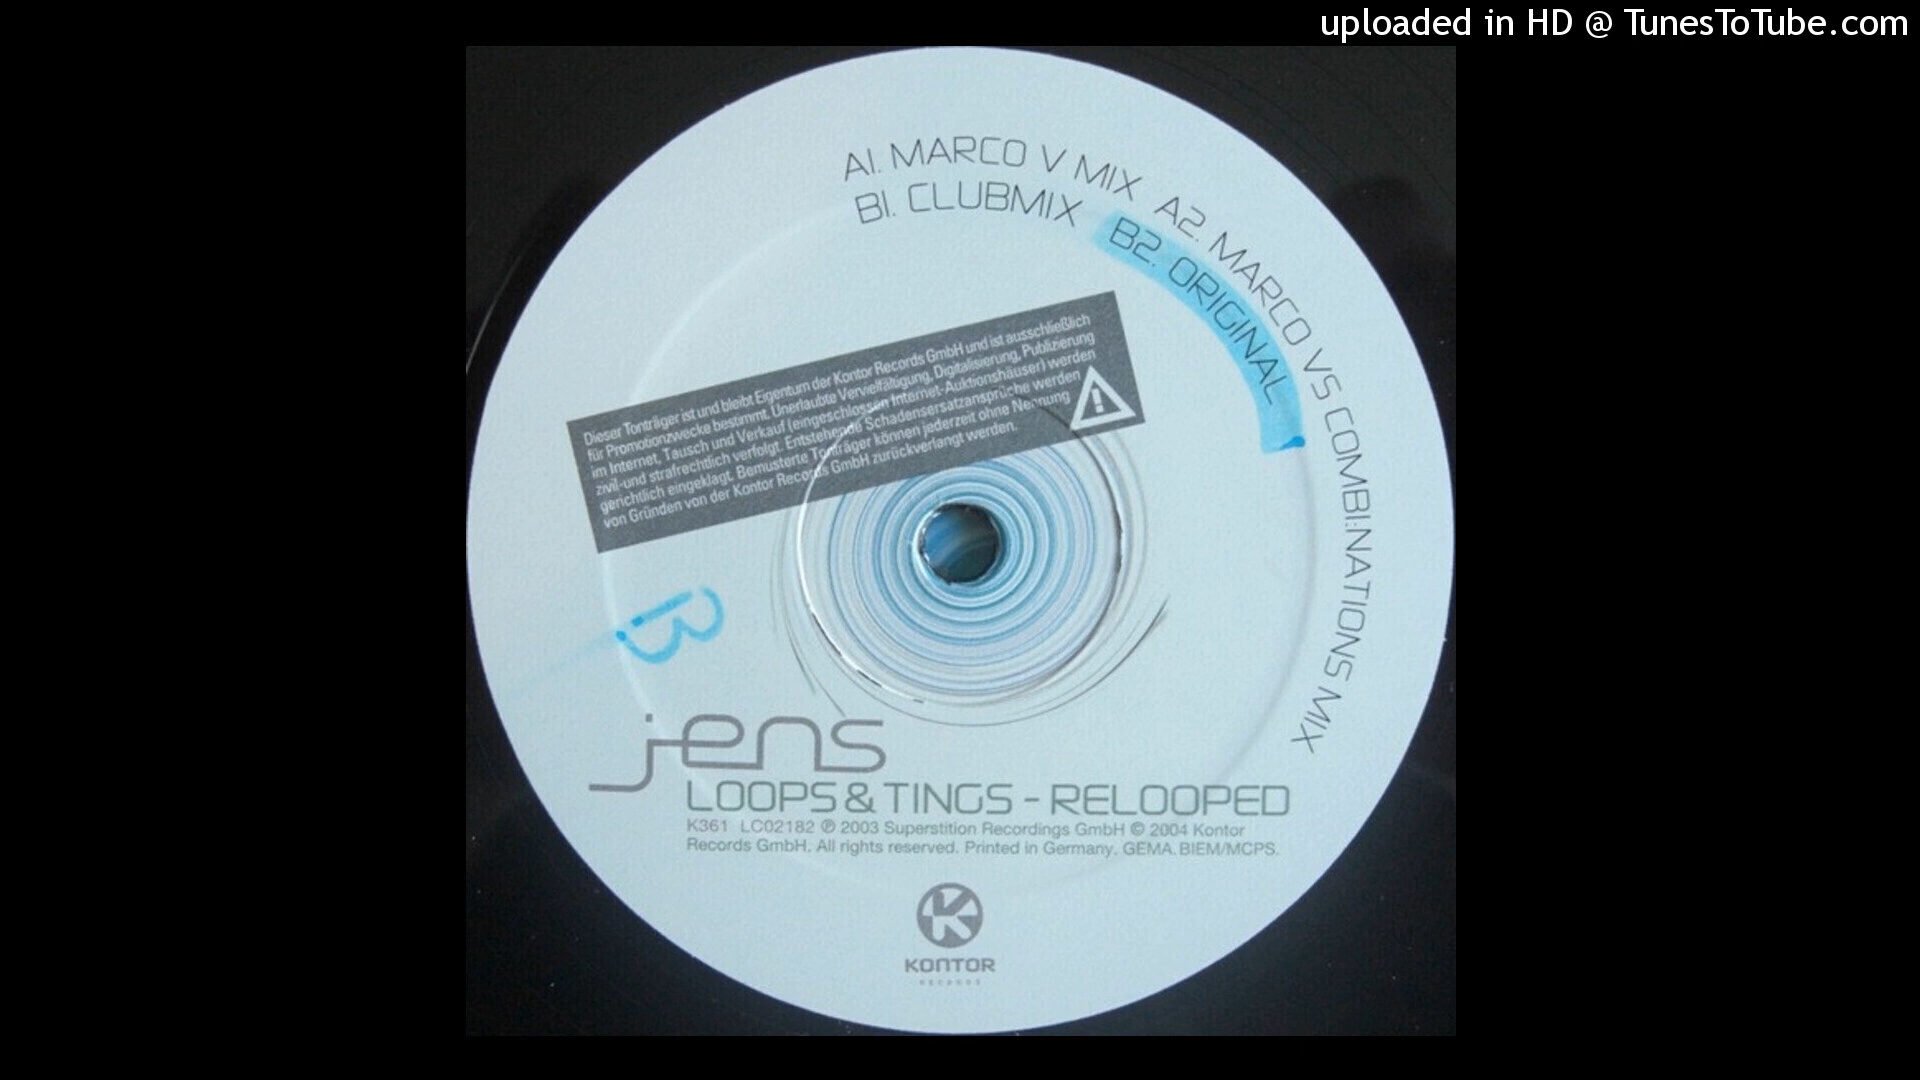 uploaded in HD @ TunesToTube.com
A1. MARCO V MIX A2. MARCO VS COMBI:NATIONS MIX
B1. CLUBMIX B2. ORIGINAL
Dieser Tonträger ist und bleibt Eigentum der Kontor Records GmbH und ist ausschließlich
für Promotionzwecke bestimmt. Unerlaubte Vervielfältigung, Digitalisierung, Publizierung
im Internet, Tausch und Verkauf (eingeschlossen Internet-Auktionshäuser) werden
zivil-und strafrechtlich verfolgt. Entstehende Schadensersatzansprüche werden
gerichtlich eingeklagt. Bemusterte Tonträger können jederzeit ohne Nennung
von Gründen von der Kontor Records GmbH zurückverlangt werden.
!
B
jens
LOOPS & TINGS - RELOOPED
K361 LC02182 ℗ 2003 Superstition Recordings GmbH © 2004 Kontor
Records GmbH. All rights reserved. Printed in Germany. GEMA. BIEM/MCPS.
KONTOR
RECORDS